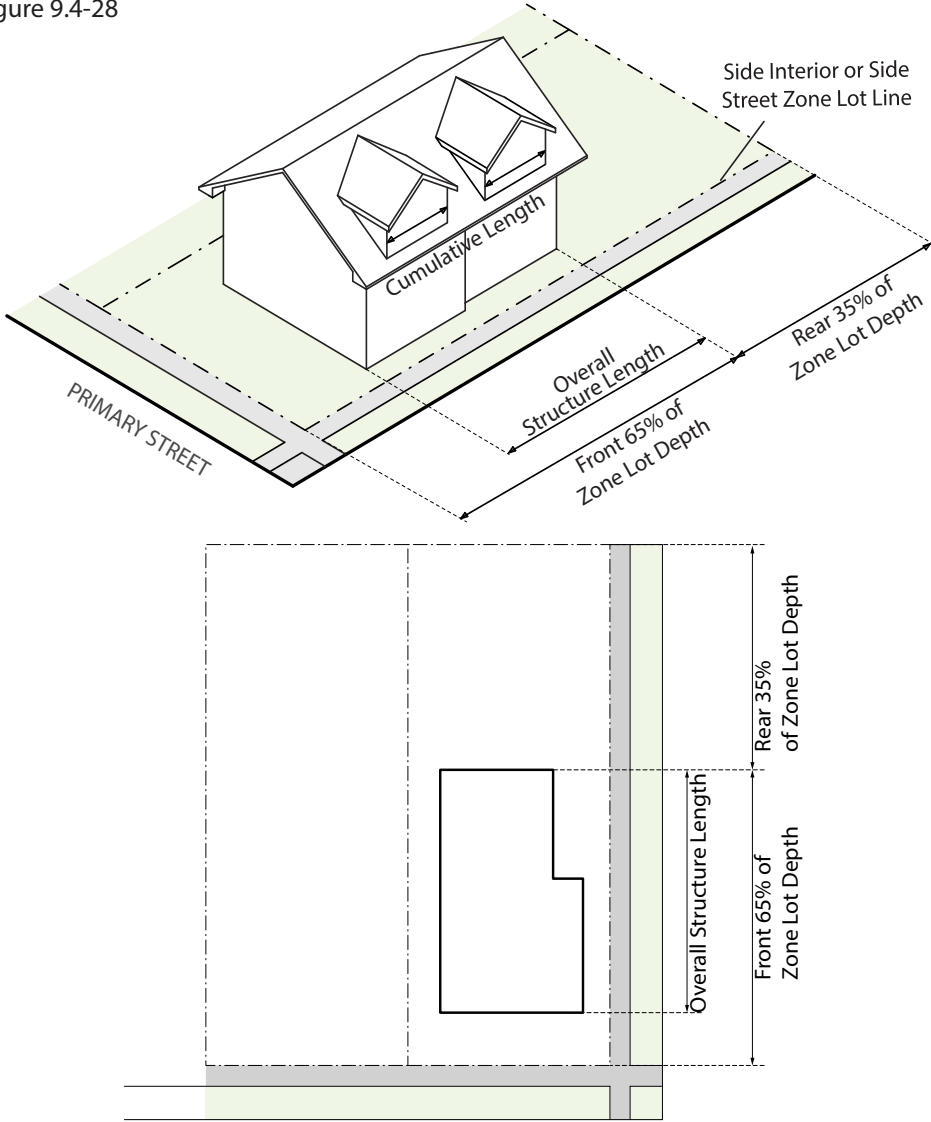 gure 9.4-28
Side Interior or Side
Street Zone Lot Line
Cumulative Length
PRIMARY STREET
Overall
Structure Length
Rear 35% of
Zone Lot Depth
Front 65% of
Zone Lot Depth
Rear 35%
of Zone Lot Depth
Overall Structure Length
Front 65% of
Zone Lot Depth